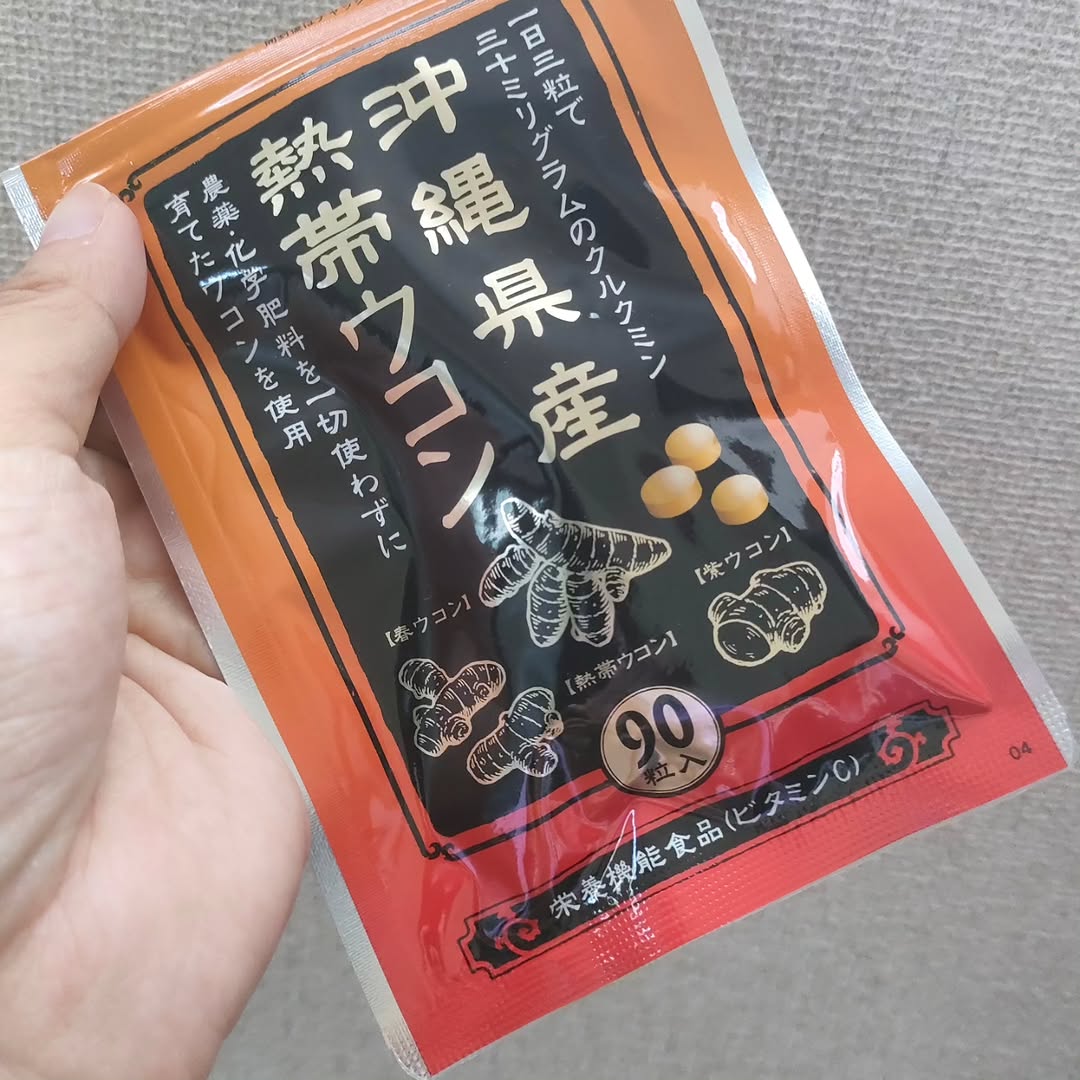 一日三粒で
三十ミリグラムのクルクミン
沖縄県産
熱帯ウコン
農薬・化学肥料を一切使わずに
育てたウコンを使用
【春ウコン】
【熱帯ウコン】
【紫ウコン】
90
粒入
栄養機能食品(ビタミンC)
04